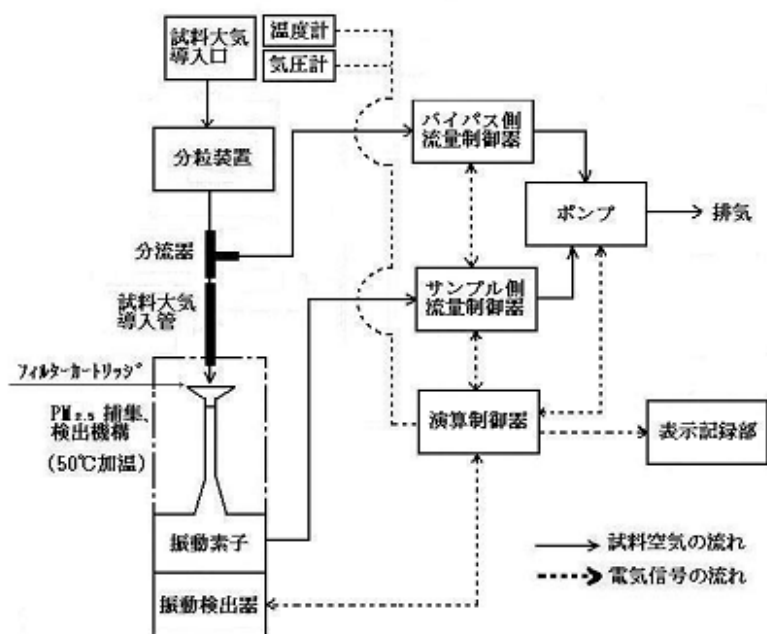 試料大気
導入口
温度計
気圧計
分粒装置
バイパス側
流量制御器
ポンプ
排気
分流器
試料大気
導入管
サンプル側
流量制御器
フィルターカートリッジ
PM2.5 捕集、
検出機構
(50℃加温)
演算制御器
表示記録部
振動素子
振動検出器
試料空気の流れ
電気信号の流れ